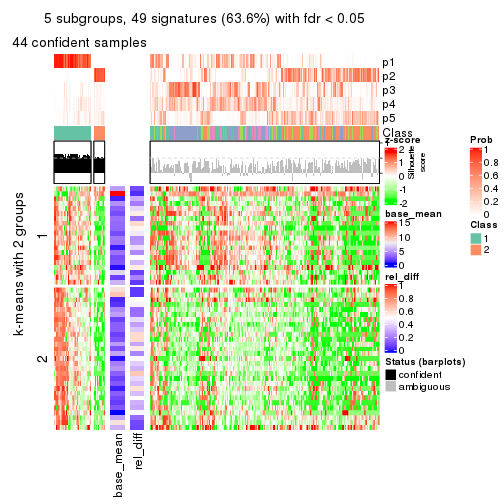 5 subgroups, 49 signatures (63.6%) with fdr < 0.05
44 confident samples
p1
p2
p3
p4
p5
Class
z-score
2
1
0
-1
-2
Silhouette
score
base_mean
15
10
5
0
rel_diff
1
0.8
0.6
0.4
0.2
0
Status (barplots)
confident
ambiguous
Prob
1
0.8
0.6
0.4
0.2
0
Class
1
2
k-means with 2 groups
1
2
base_mean
rel_diff